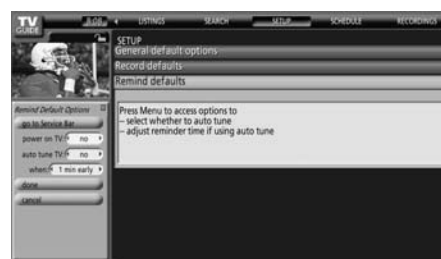 TV
GUIDE
8:08
LISTINGS SEARCH SETUP SCHEDULE RECORDINGS
SETUP
General default options
Record defaults
Remind defaults
Press Menu to access options to
– select whether to auto tune
– adjust reminder time if using auto tune
Remind Default Options
go to Service Bar
power on TV: no
auto tune TV: no
when: 1 min early
done
cancel